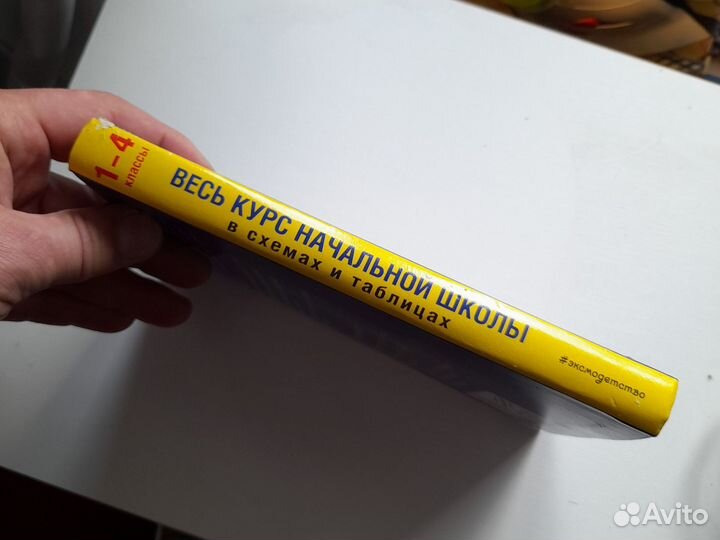 1–4
классы
ВЕСЬ КУРС НАЧАЛЬНОЙ ШКОЛЫ
в схемах и таблицах
#эксмодетство
Avito